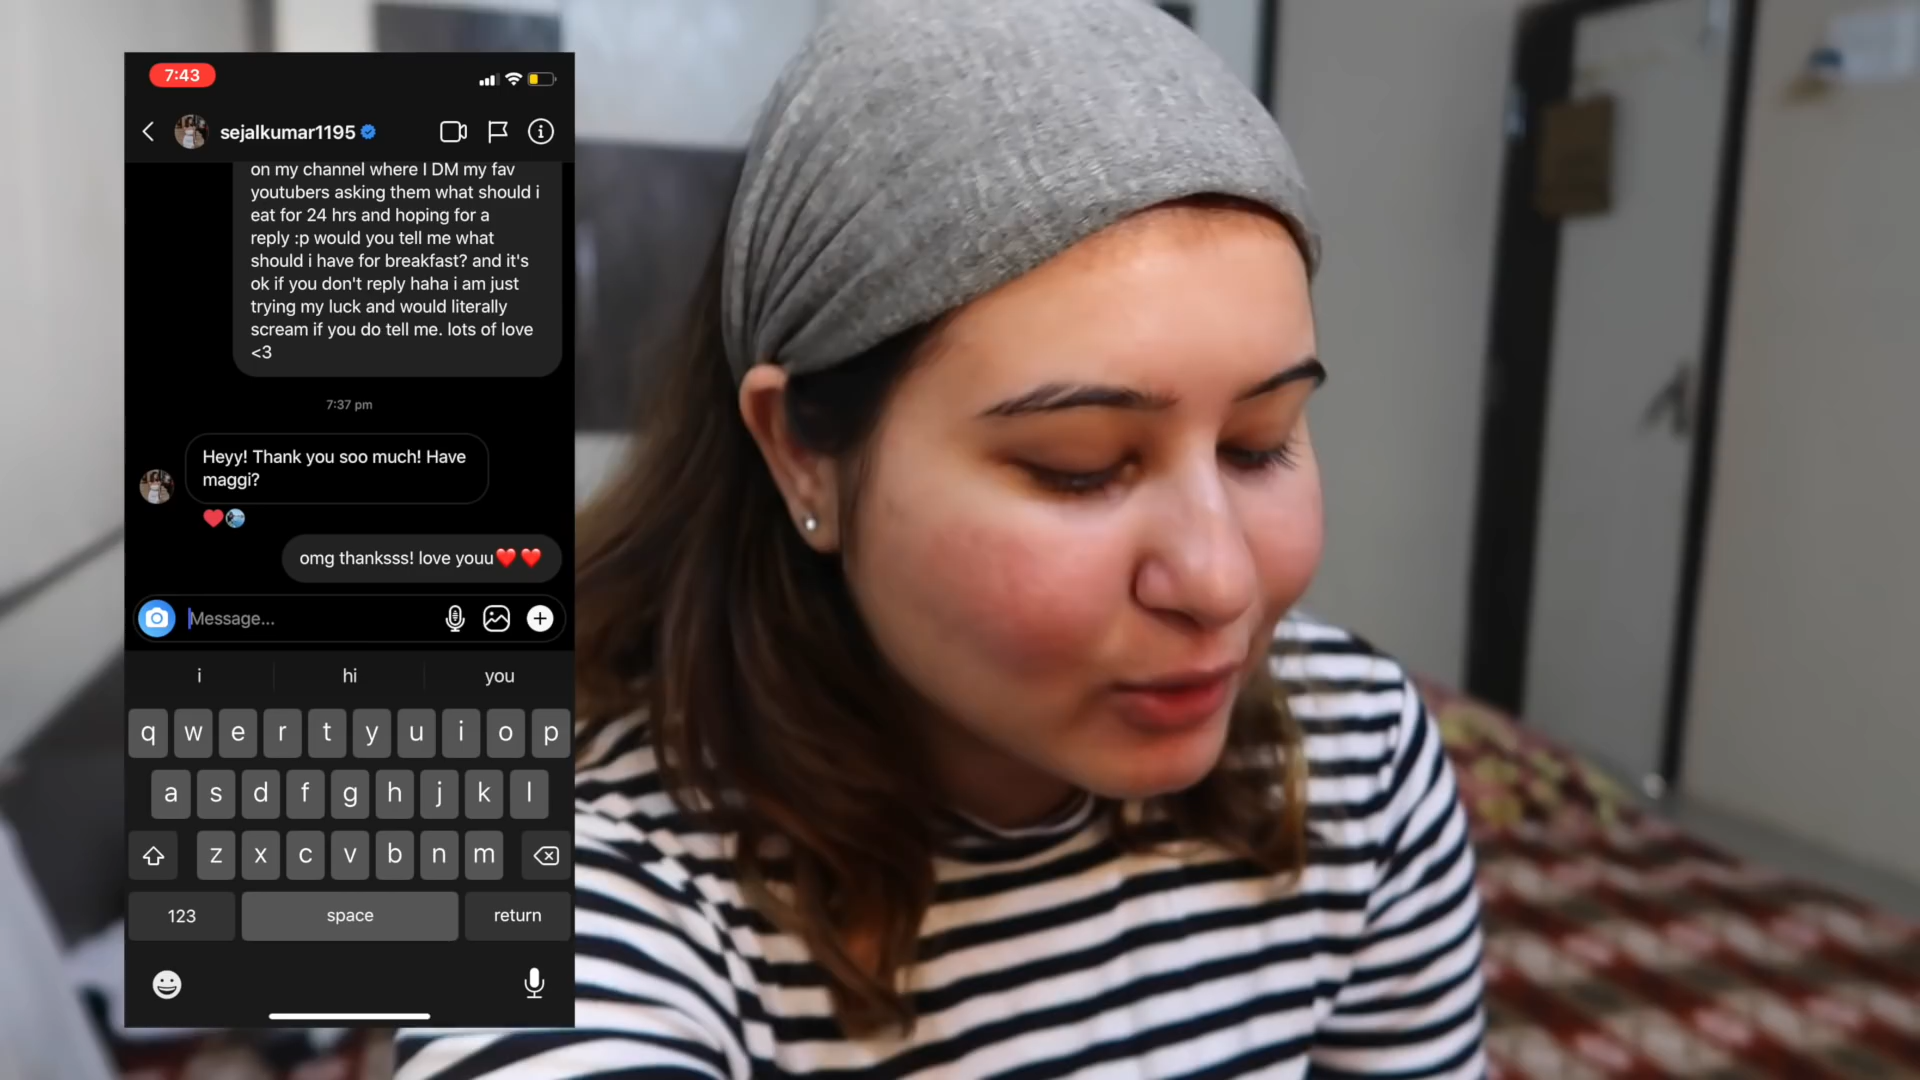 7:43
sejalkumar1195
on my channel where I DM my fav
youtubers asking them what should i
eat for 24 hrs and hoping for a
reply :p would you tell me what
should i have for breakfast? and it's
ok if you don't reply haha i am just
trying my luck and would literally
scream if you do tell me. lots of love
<3
7:37 pm
Heyy! Thank you soo much! Have
maggi?
❤️
omg thanksss! love youu❤️❤️
Message...
i hi you
q w e r t y u i o p
a s d f g h j k l
z x c v b n m
123 space return